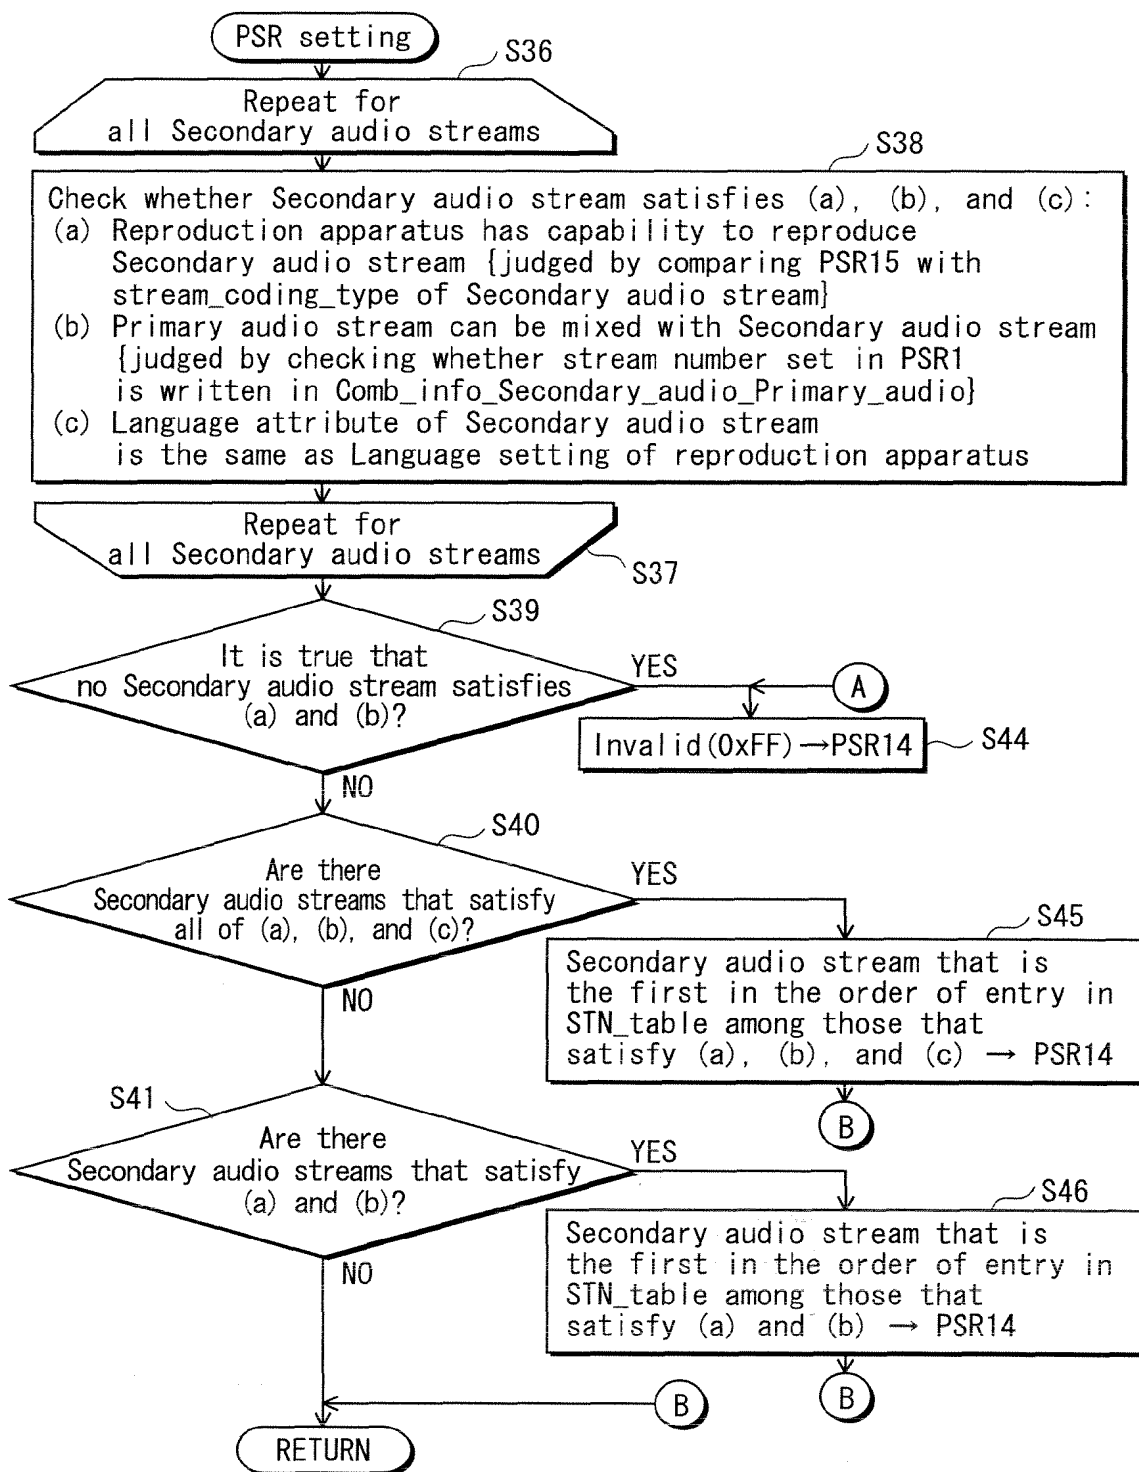 PSR setting
S36
Repeat for
all Secondary audio streams
S38
Check whether Secondary audio stream satisfies (a), (b), and (c):
(a) Reproduction apparatus has capability to reproduce
Secondary audio stream {judged by comparing PSR15 with
stream_coding_type of Secondary audio stream}
(b) Primary audio stream can be mixed with Secondary audio stream
{judged by checking whether stream number set in PSR1
is written in Comb_info_Secondary_audio_Primary_audio}
(c) Language attribute of Secondary audio stream
is the same as Language setting of reproduction apparatus
Repeat for
all Secondary audio streams
S37
S39
It is true that
no Secondary audio stream satisfies
(a) and (b)?
YES
A
Invalid(0xFF)→PSR14
S44
NO
S40
Are there
Secondary audio streams that satisfy
all of (a), (b), and (c)?
YES
S45
Secondary audio stream that is
the first in the order of entry in
STN_table among those that
satisfy (a), (b), and (c) → PSR14
NO
B
S41
Are there
Secondary audio streams that satisfy
(a) and (b)?
YES
S46
Secondary audio stream that is
the first in the order of entry in
STN_table among those that
satisfy (a) and (b) → PSR14
NO
B
B
RETURN